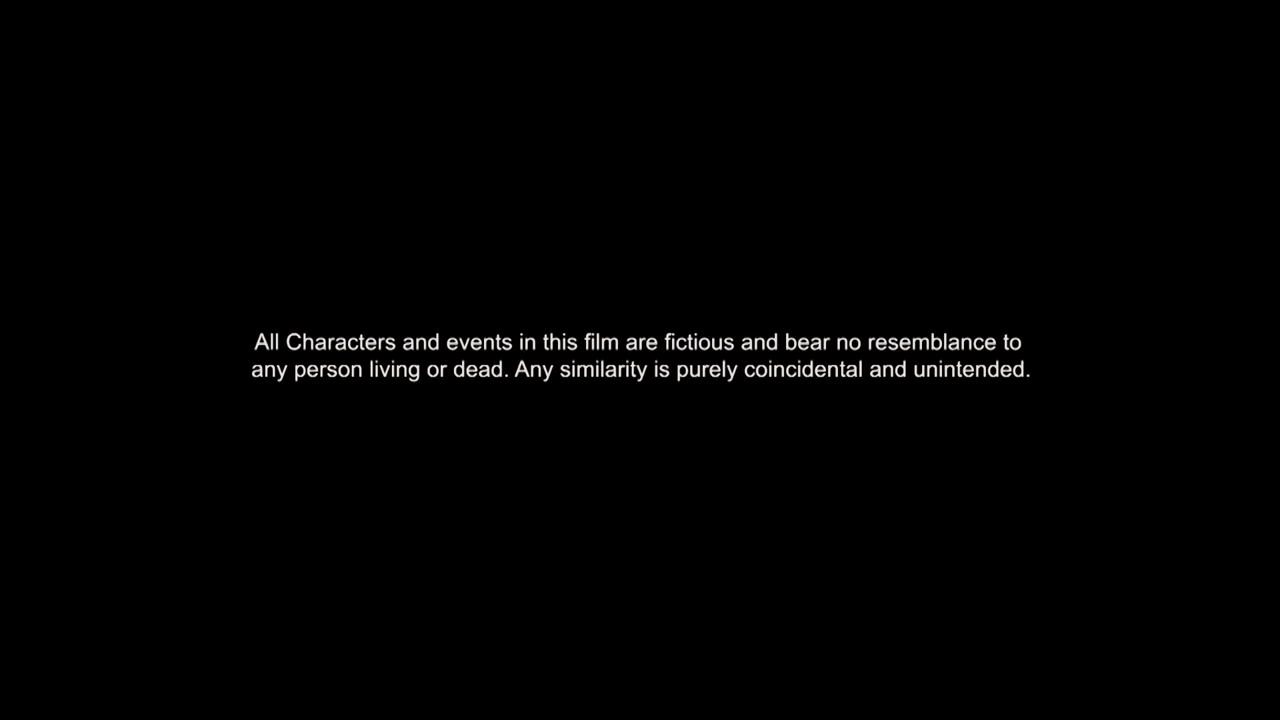 All Characters and events in this film are fictious and bear no resemblance to
any person living or dead. Any similarity is purely coincidental and unintended.